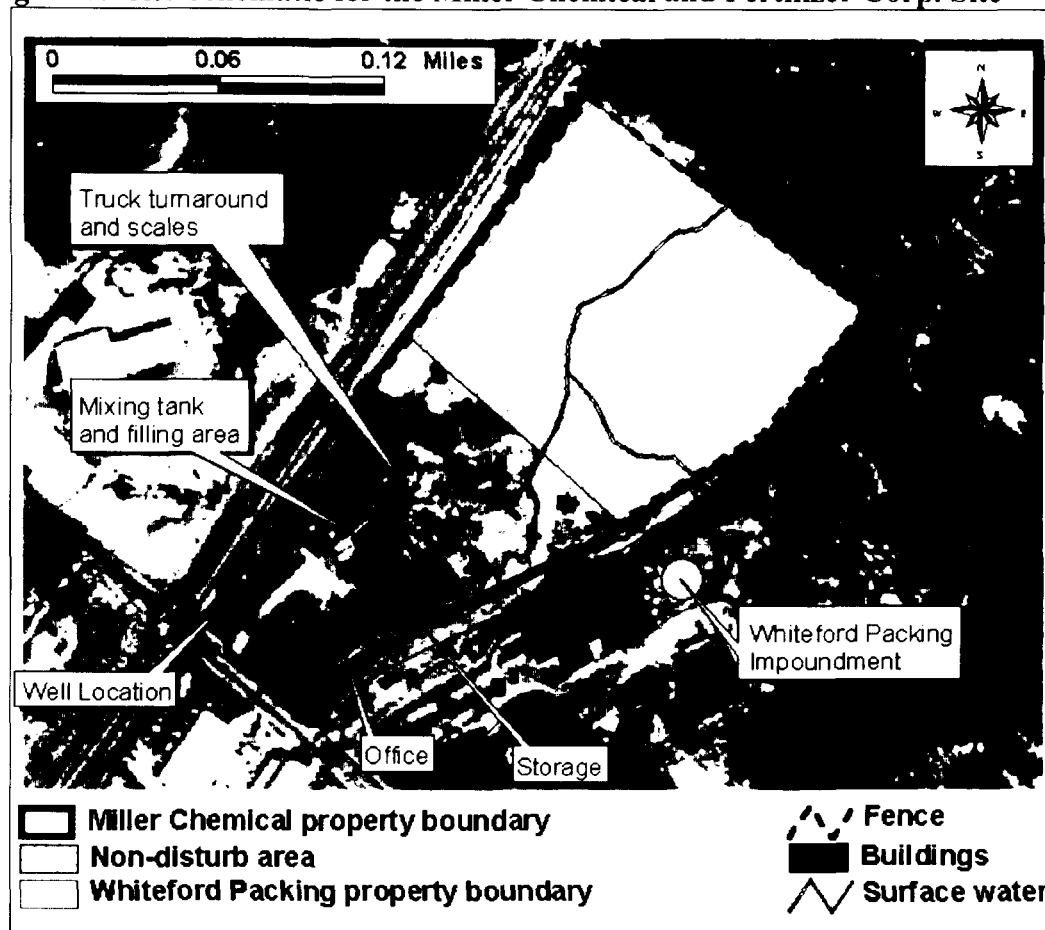 0 0.06 0.12 Miles
N
W E
S
Truck turnaround
and scales
Mixing tank
and filling area
Well Location
Office
Storage
Whiteford Packing
Impoundment
Miller Chemical property boundary
Non-disturb area
Whiteford Packing property boundary
Fence
Buildings
Surface water